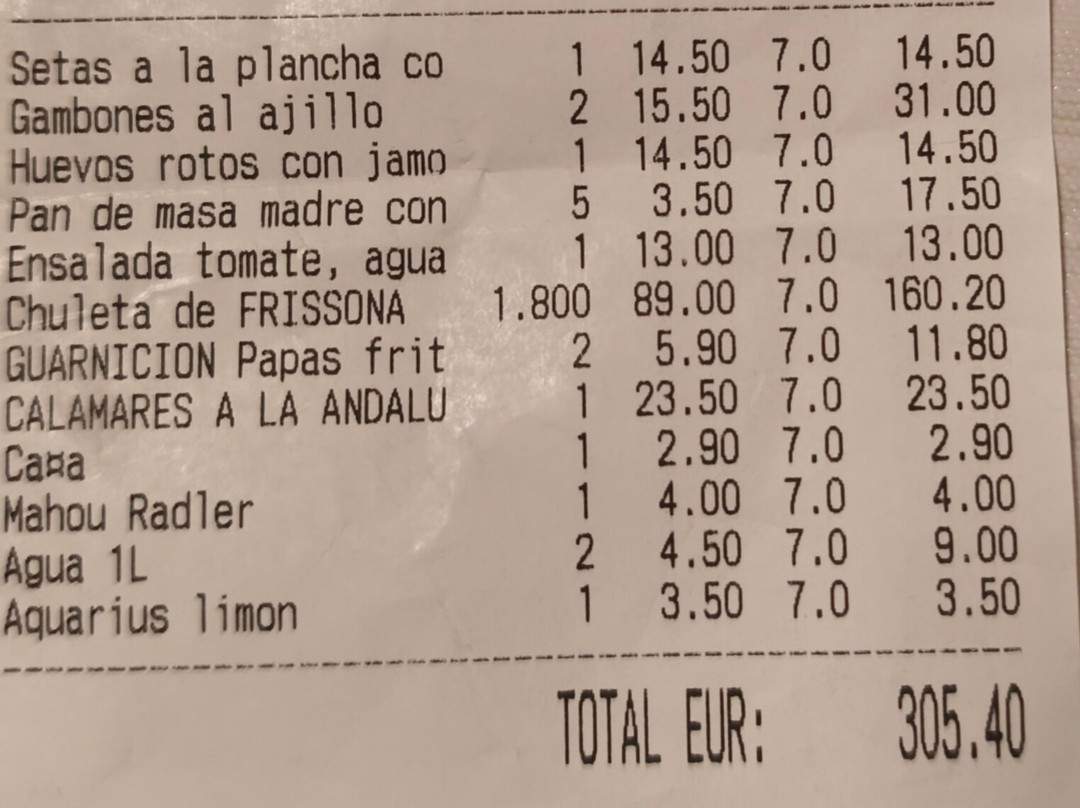 Setas a la plancha co 1 14.50 7.0 14.50
Gambones al ajillo 2 15.50 7.0 31.00
Huevos rotos con jamo 1 14.50 7.0 14.50
Pan de masa madre con 5 3.50 7.0 17.50
Ensalada tomate, agua 1 13.00 7.0 13.00
Chuleta de FRISSONA 1.800 89.00 7.0 160.20
GUARNICION Papas frit 2 5.90 7.0 11.80
CALAMARES A LA ANDALU 1 23.50 7.0 23.50
Ca¤a 1 2.90 7.0 2.90
Mahou Radler 1 4.00 7.0 4.00
Agua 1L 2 4.50 7.0 9.00
Aquarius limon 1 3.50 7.0 3.50
TOTAL EUR: 305.40